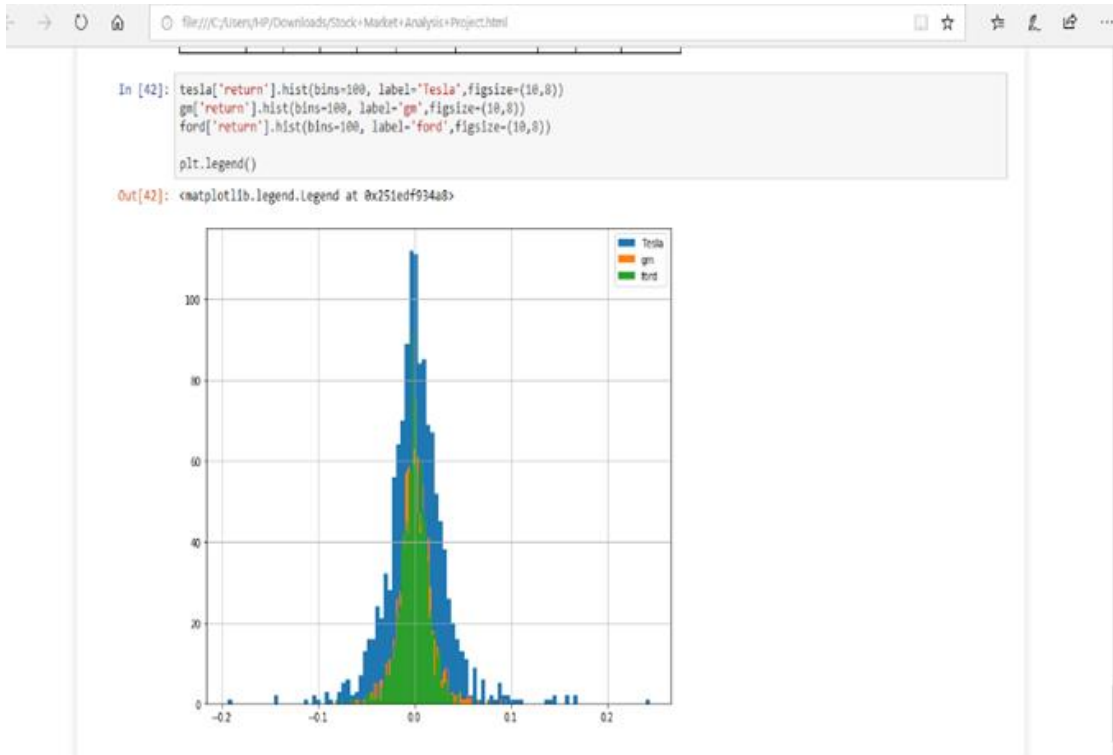 file:///C:/Users/HP/Downloads/Stock+Market+Analysis+Project.html
In [42]: tesla['return'].hist(bins=100, label='Tesla',figsize=(10,8))
gm['return'].hist(bins=100, label='gm',figsize=(10,8))
ford['return'].hist(bins=100, label='ford',figsize=(10,8))
plt.legend()
Out[42]: <matplotlib.legend.Legend at 0x251edf934a8>
Tesla
gm
ford
100
80
60
40
20
0
−0.2 −0.1 0.0 0.1 0.2